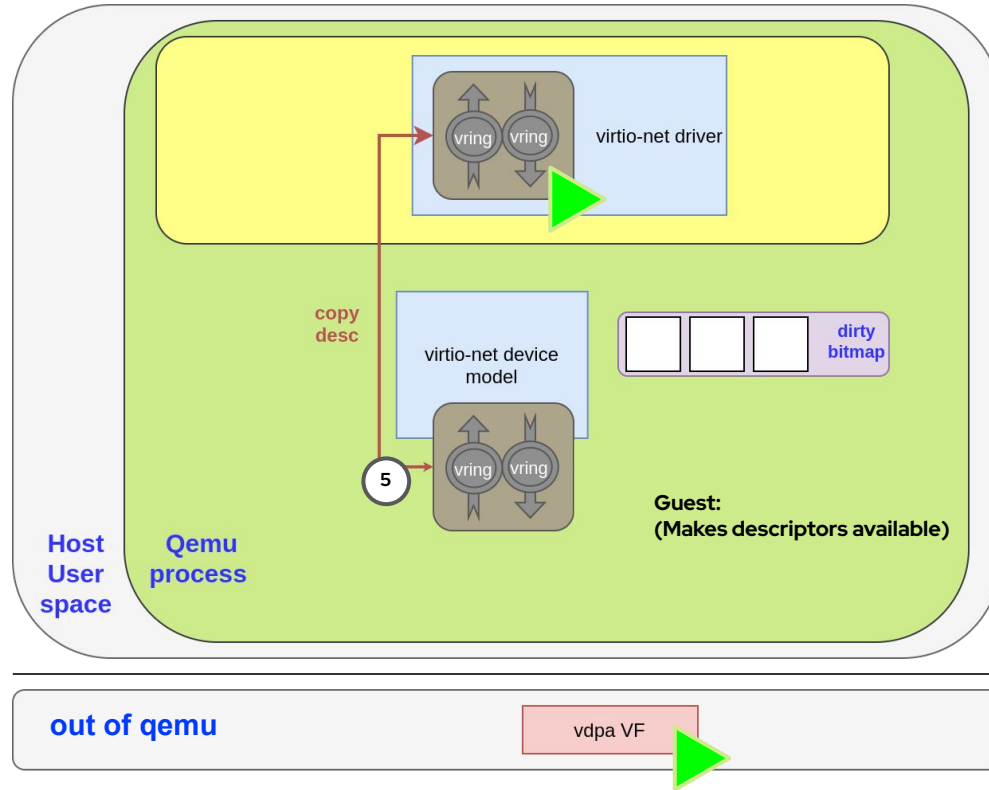 vring
vring
virtio-net driver
copy
desc
virtio-net device
model
dirty
bitmap
vring
vring
5
Guest:
(Makes descriptors available)
Host
User
space
Qemu
process
out of qemu
vdpa VF